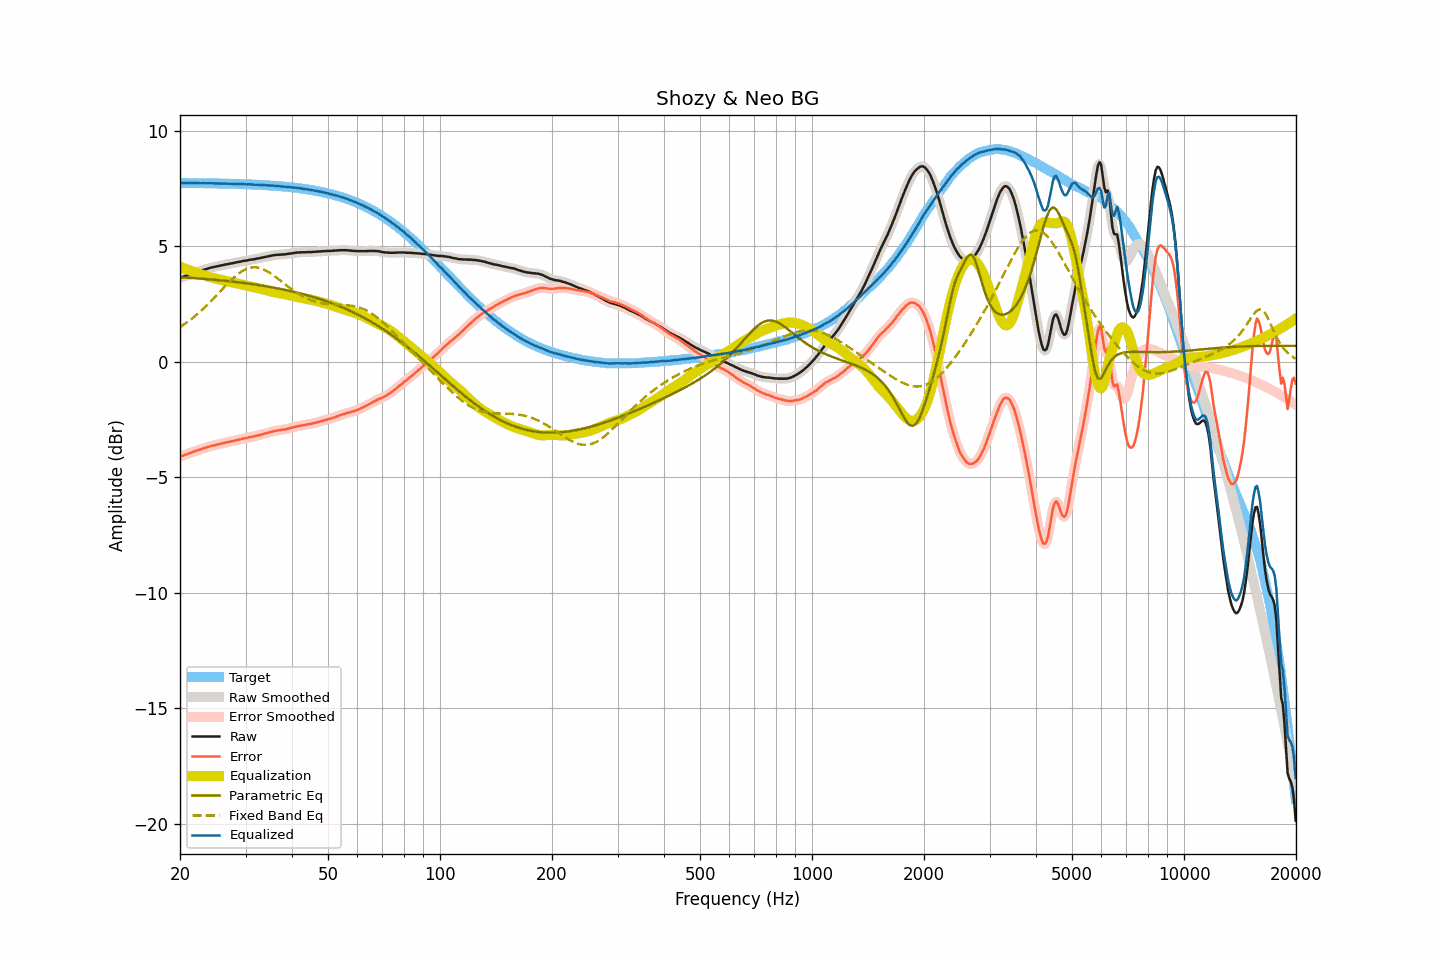 Shozy & Neo BG
10
5
0
−5
−10
−15
−20
Amplitude (dBr)
Target
Raw Smoothed
Error Smoothed
Raw
Error
Equalization
Parametric Eq
Fixed Band Eq
Equalized
20 50 100 200 500 1000 2000 5000 10000 20000
Frequency (Hz)